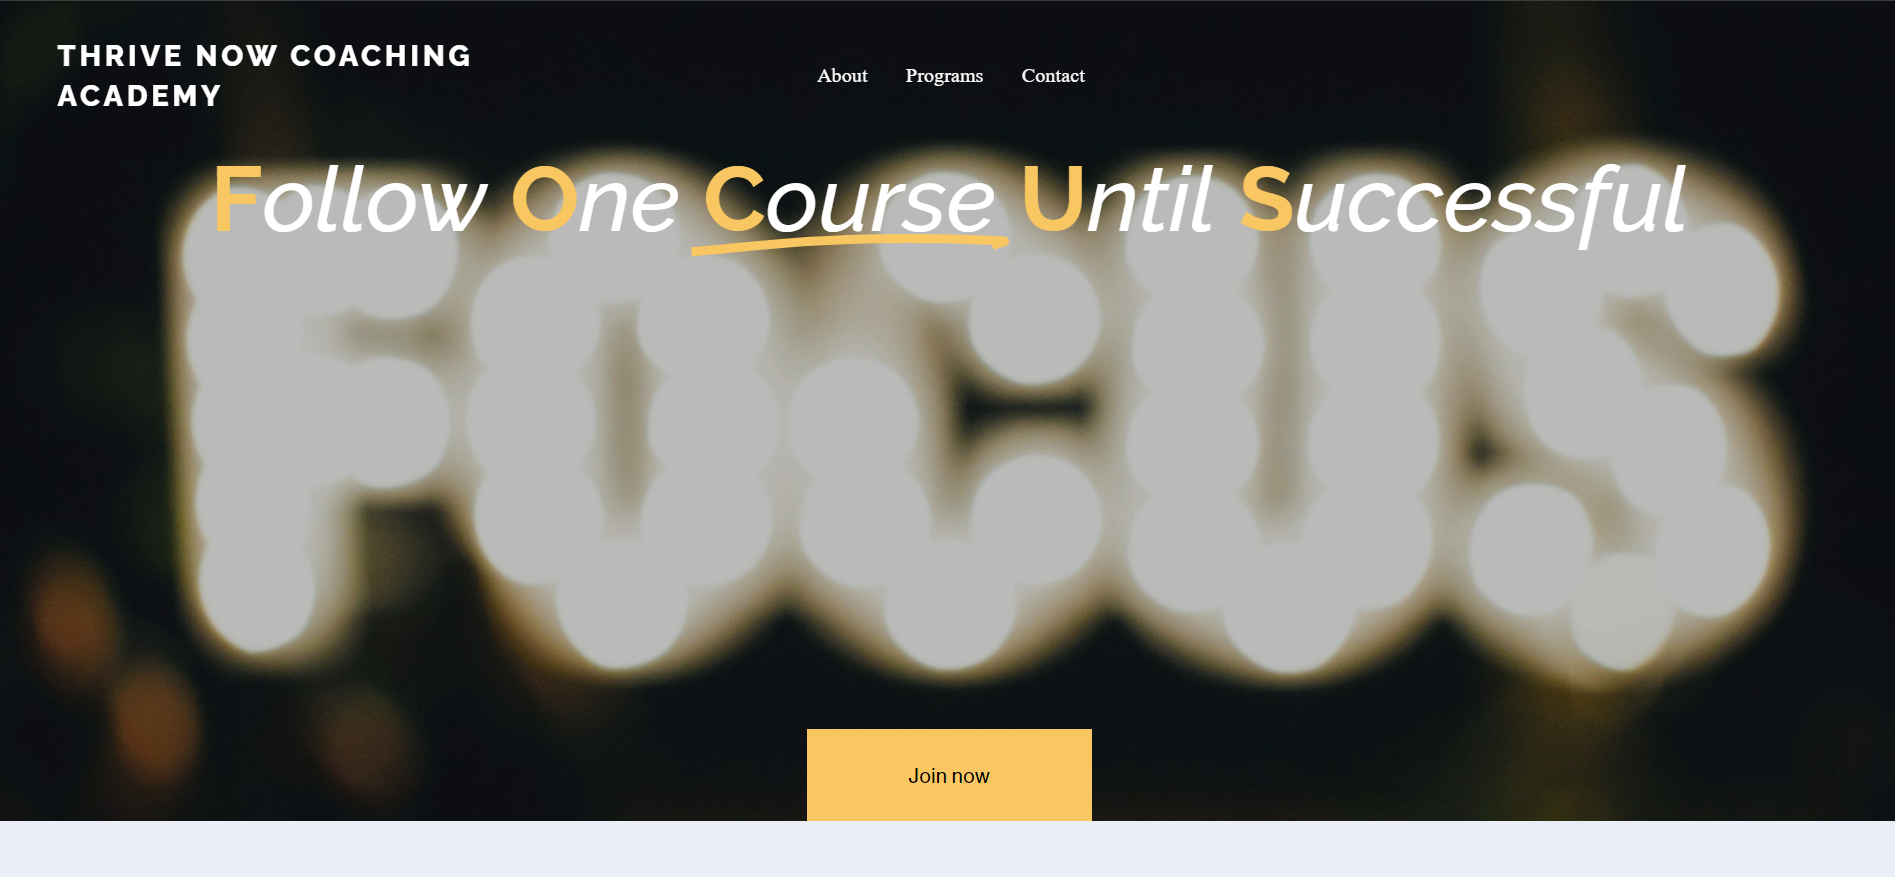 THRIVE NOW COACHING
ACADEMY
About Programs Contact
Follow One Course Until Successful
FOCUS
Join now